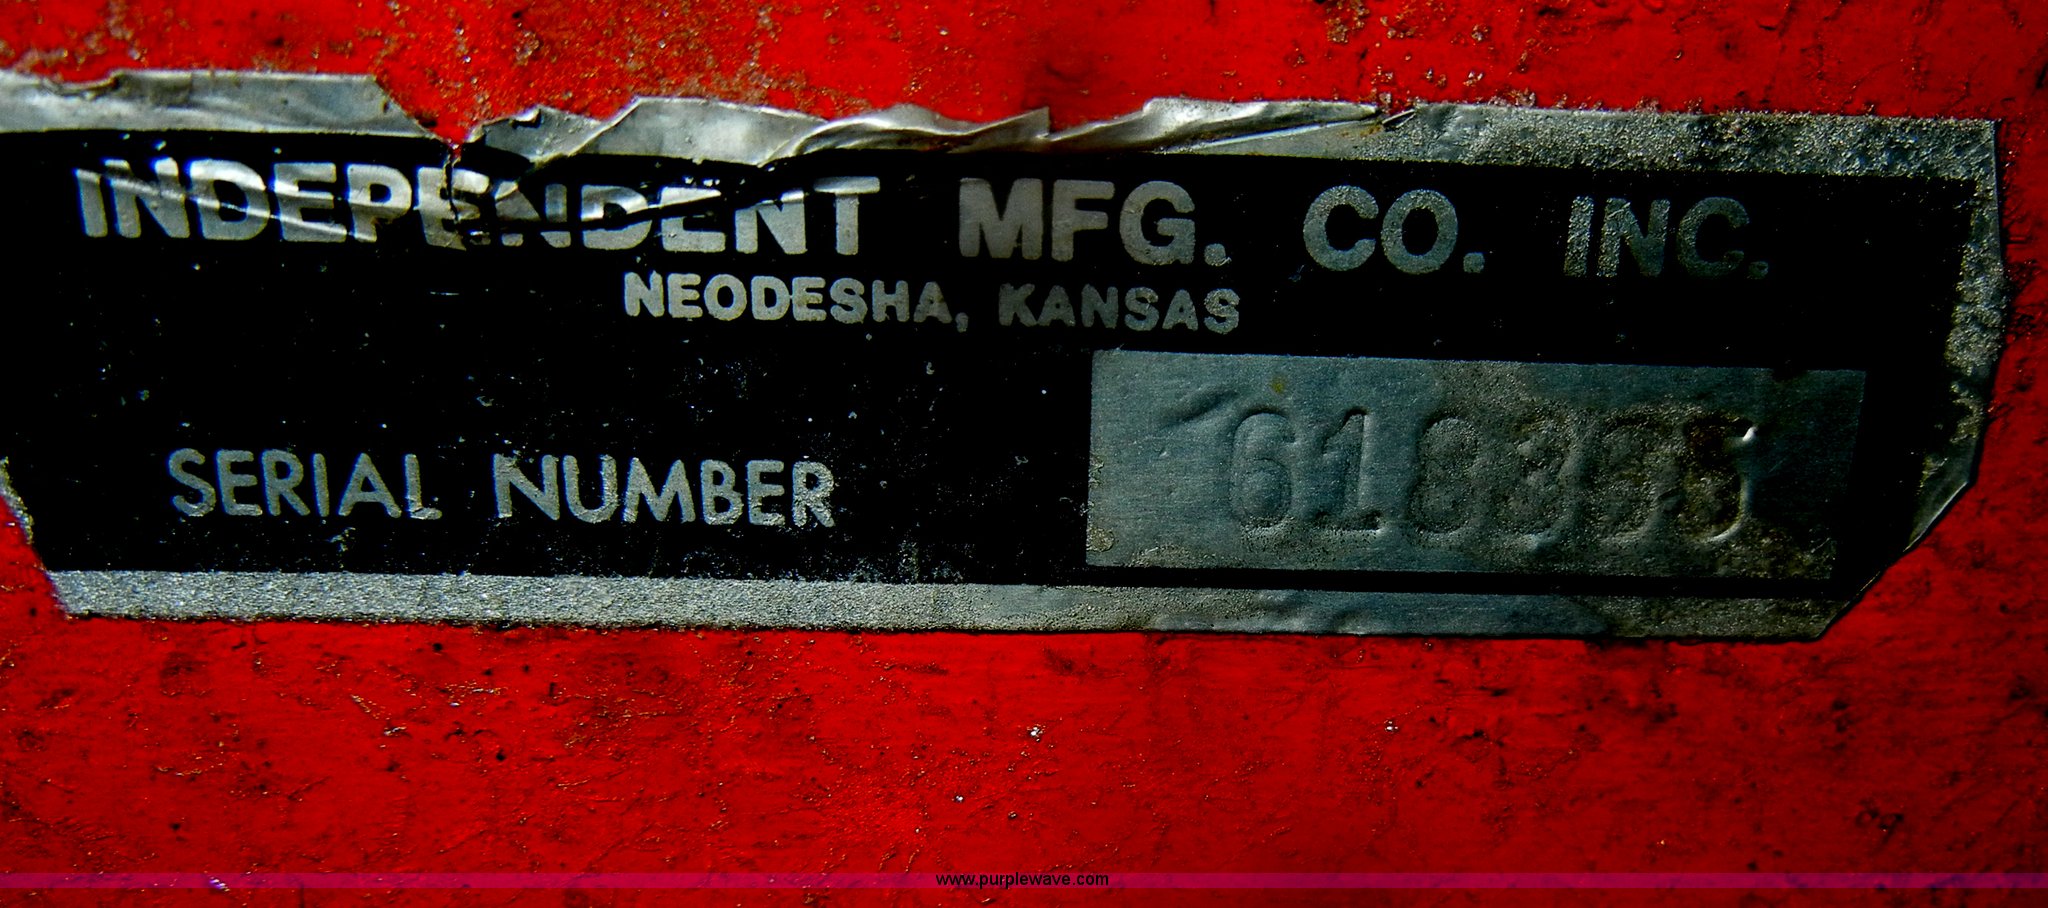 INDEPENDENT MFG. CO. INC.
NEODESHA, KANSAS
SERIAL NUMBER
www.purplewave.com